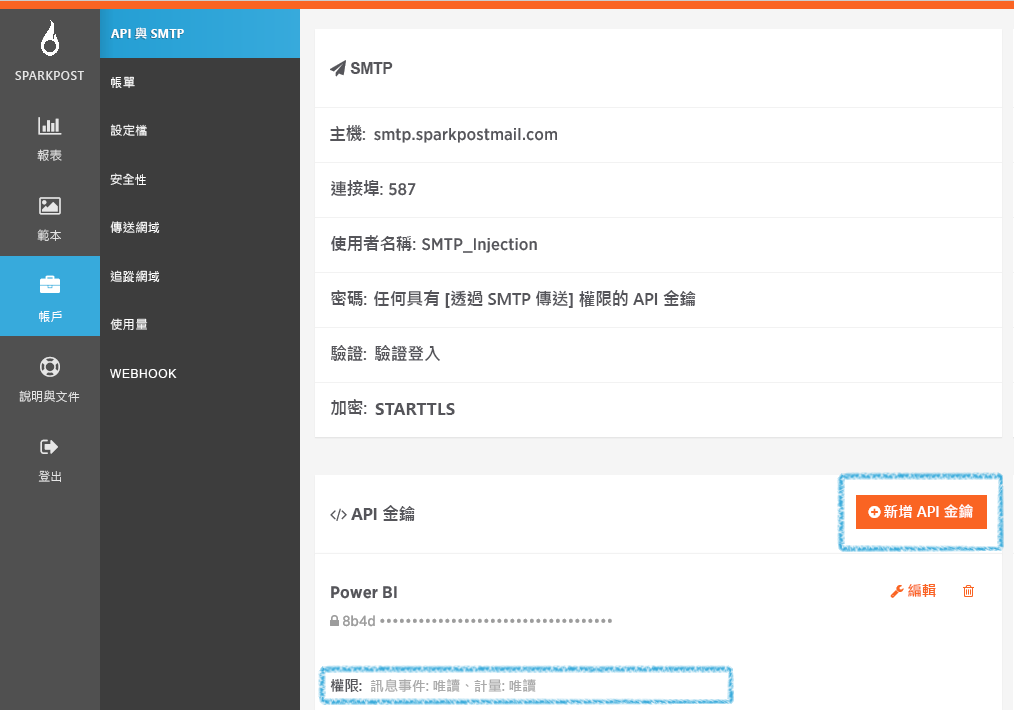 SPARKPOST
報表
範本
帳戶
說明與文件
登出
API 與 SMTP
帳單
設定檔
安全性
傳送網域
追蹤網域
使用量
WEBHOOK
SMTP
主機: smtp.sparkpostmail.com
連接埠: 587
使用者名稱: SMTP_Injection
密碼: 任何具有 [透過 SMTP 傳送] 權限的 API 金鑰
驗證: 驗證登入
加密: STARTTLS
</> API 金鑰
新增 API 金鑰
Power BI
編輯
8b4d ••••••••••••••••••••••••••••••••••••
權限: 訊息事件: 唯讀、計量: 唯讀